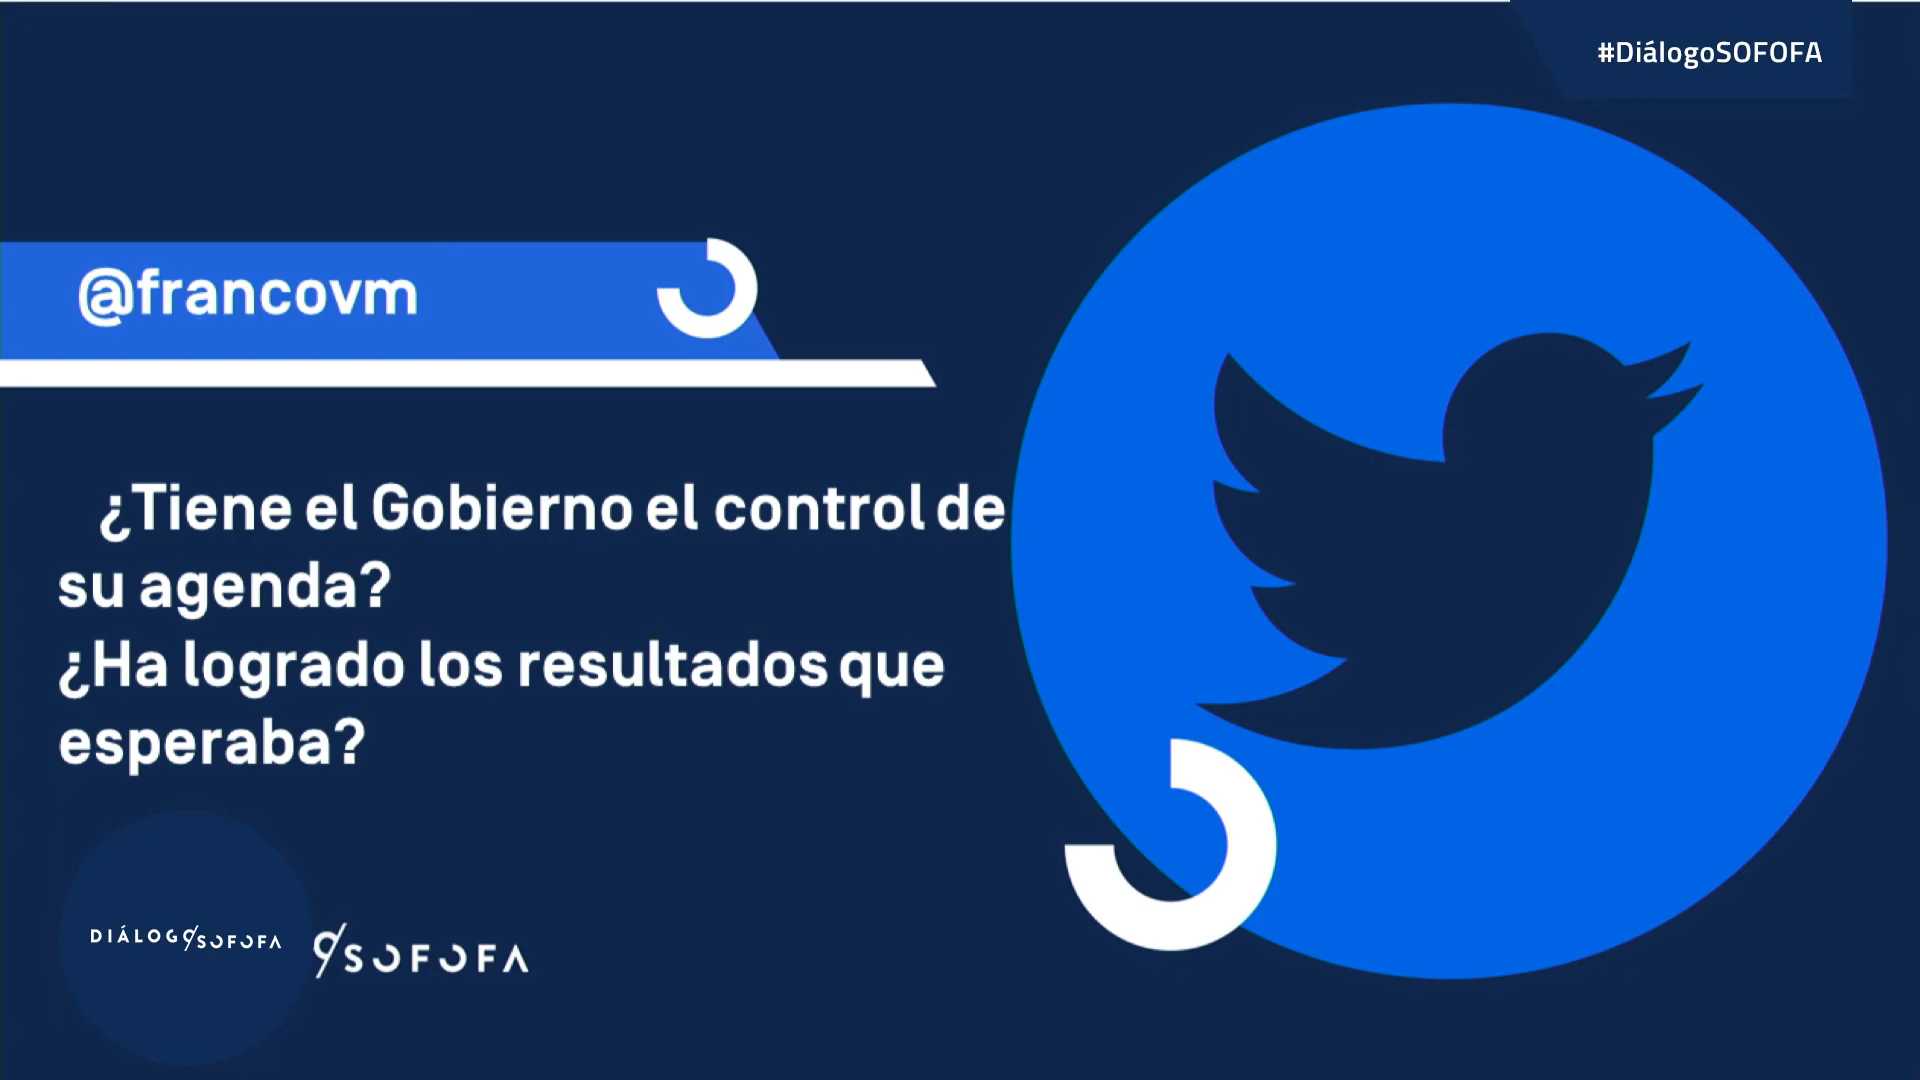 #DiálogoSOFOFA
@francovm
¿Tiene el Gobierno el control de
su agenda?
¿Ha logrado los resultados que
esperaba?
DIÁLOGO SOFOFA
SOFOFA